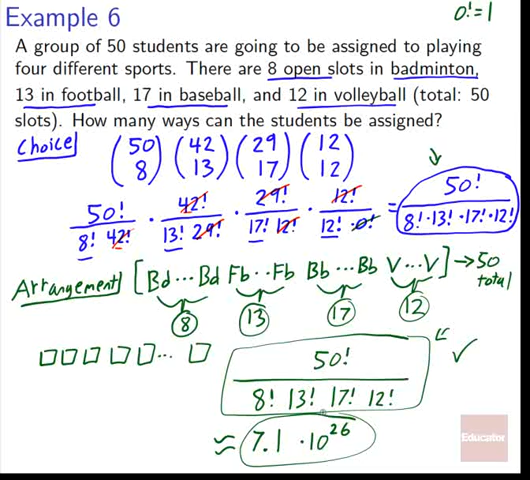 Example 6
0! = 1
A group of 50 students are going to be assigned to playing
four different sports. There are 8 open slots in badminton,
13 in football, 17 in baseball, and 12 in volleyball (total: 50
slots). How many ways can the students be assigned?
Choice
(50 8) (42 13) (29 17) (12 12)
50!/(8! 42!) · 42!/(13! 29!) · 29!/(17! 12!) · 12!/(12! · 0!) = 50!/(8! · 13! · 17! · 12!)
Arrangement [Bd ... Bd Fb .. Fb Bb ... Bb V ... V] → 50 total
8 13 17 12
... 
50!/(8! 13! 17! 12!) ✓
≈ 7.1 · 10^26
Educator